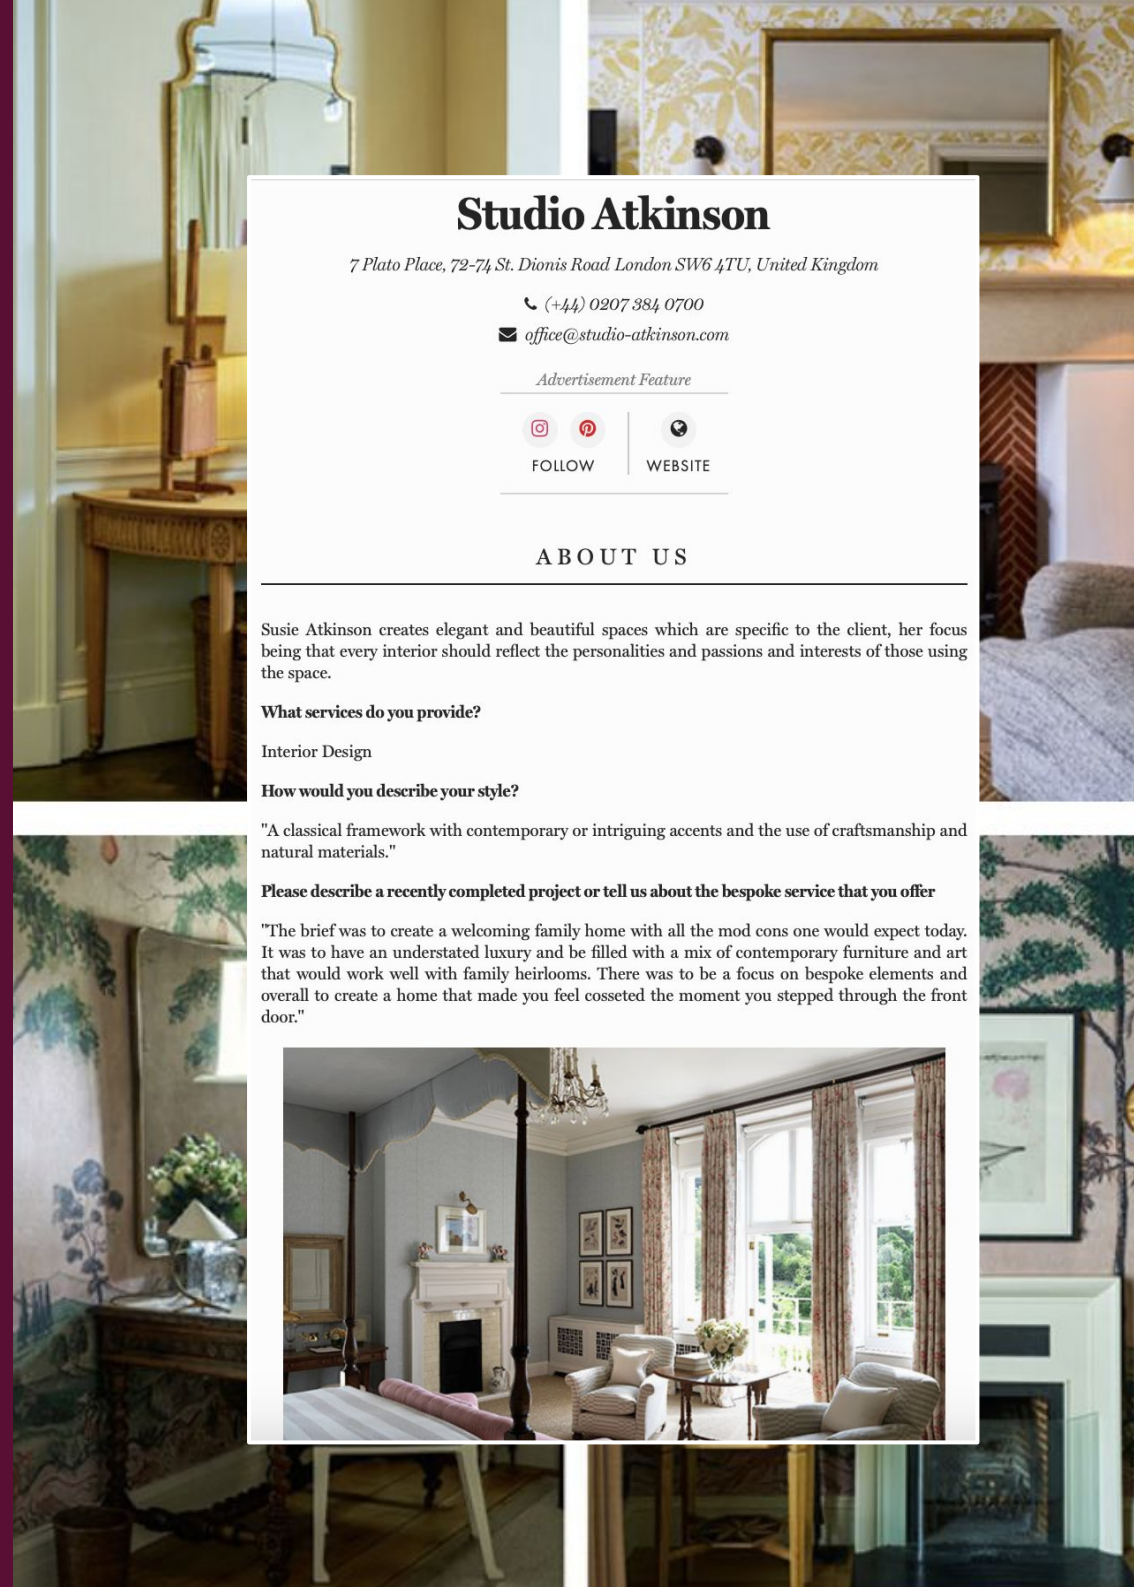 Studio Atkinson
7 Plato Place, 72-74 St. Dionis Road London SW6 4TU, United Kingdom
(+44) 0207 384 0700
office@studio-atkinson.com
Advertisement Feature
FOLLOW
WEBSITE
ABOUT US
Susie Atkinson creates elegant and beautiful spaces which are specific to the client, her focus
being that every interior should reflect the personalities and passions and interests of those using
the space.
What services do you provide?
Interior Design
How would you describe your style?
"A classical framework with contemporary or intriguing accents and the use of craftsmanship and
natural materials."
Please describe a recently completed project or tell us about the bespoke service that you offer
"The brief was to create a welcoming family home with all the mod cons one would expect today.
It was to have an understated luxury and be filled with a mix of contemporary furniture and art
that would work well with family heirlooms. There was to be a focus on bespoke elements and
overall to create a home that made you feel cosseted the moment you stepped through the front
door."